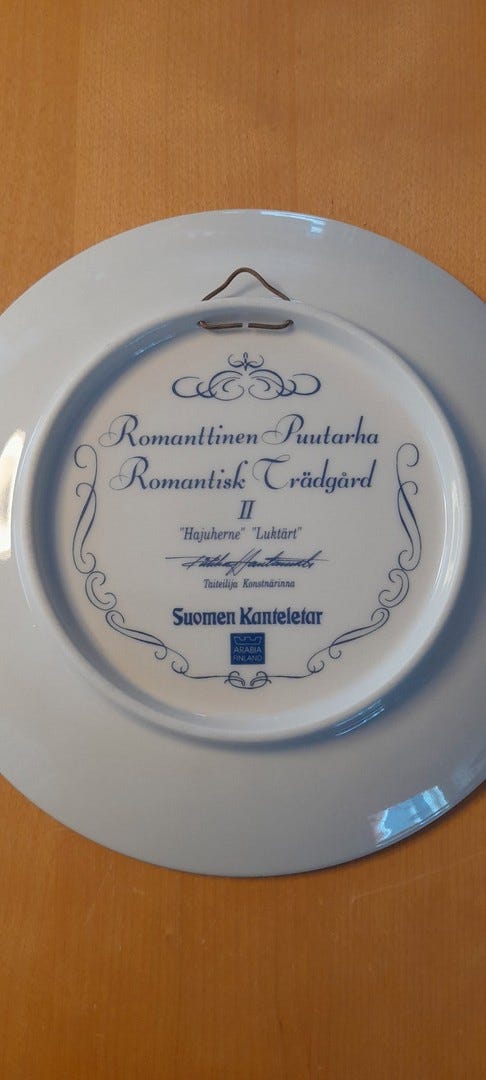 Romanttinen Puutarha
Romantisk Trädgård
II
"Hajuherne" "Luktärt"
Taiteilija Konstnärinna
Suomen Kanteletar
ARABIA
FINLAND